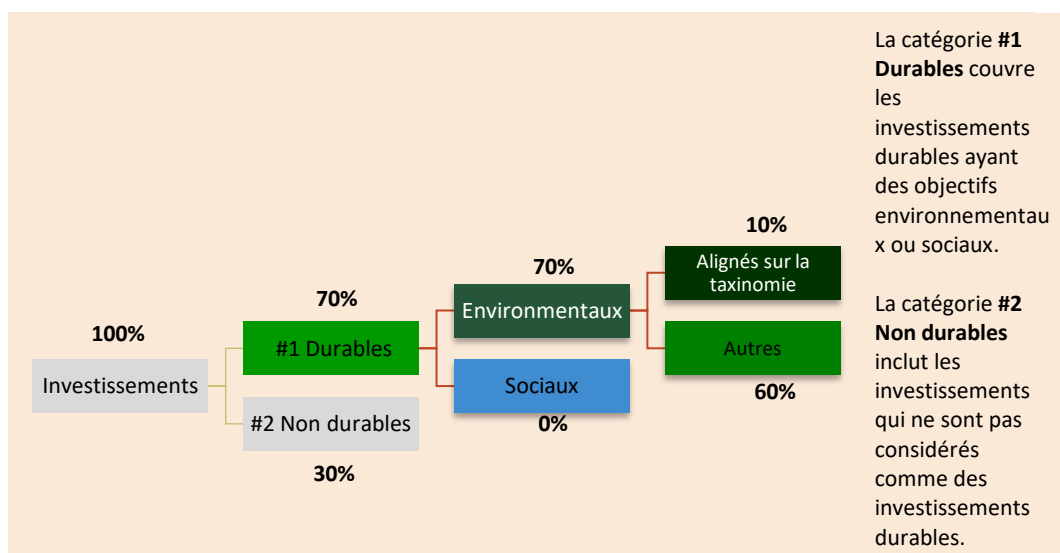 La catégorie #1
Durables couvre
les
investissements
durables ayant
des objectifs
environnementau
x ou sociaux.
La catégorie #2
Non durables
inclut les
investissements
qui ne sont pas
considérés
comme des
investissements
durables.
100%
Investissements
70%
#1 Durables
#2 Non durables
30%
70%
Environmentaux
Sociaux
0%
10%
Alignés sur la
taxinomie
Autres
60%